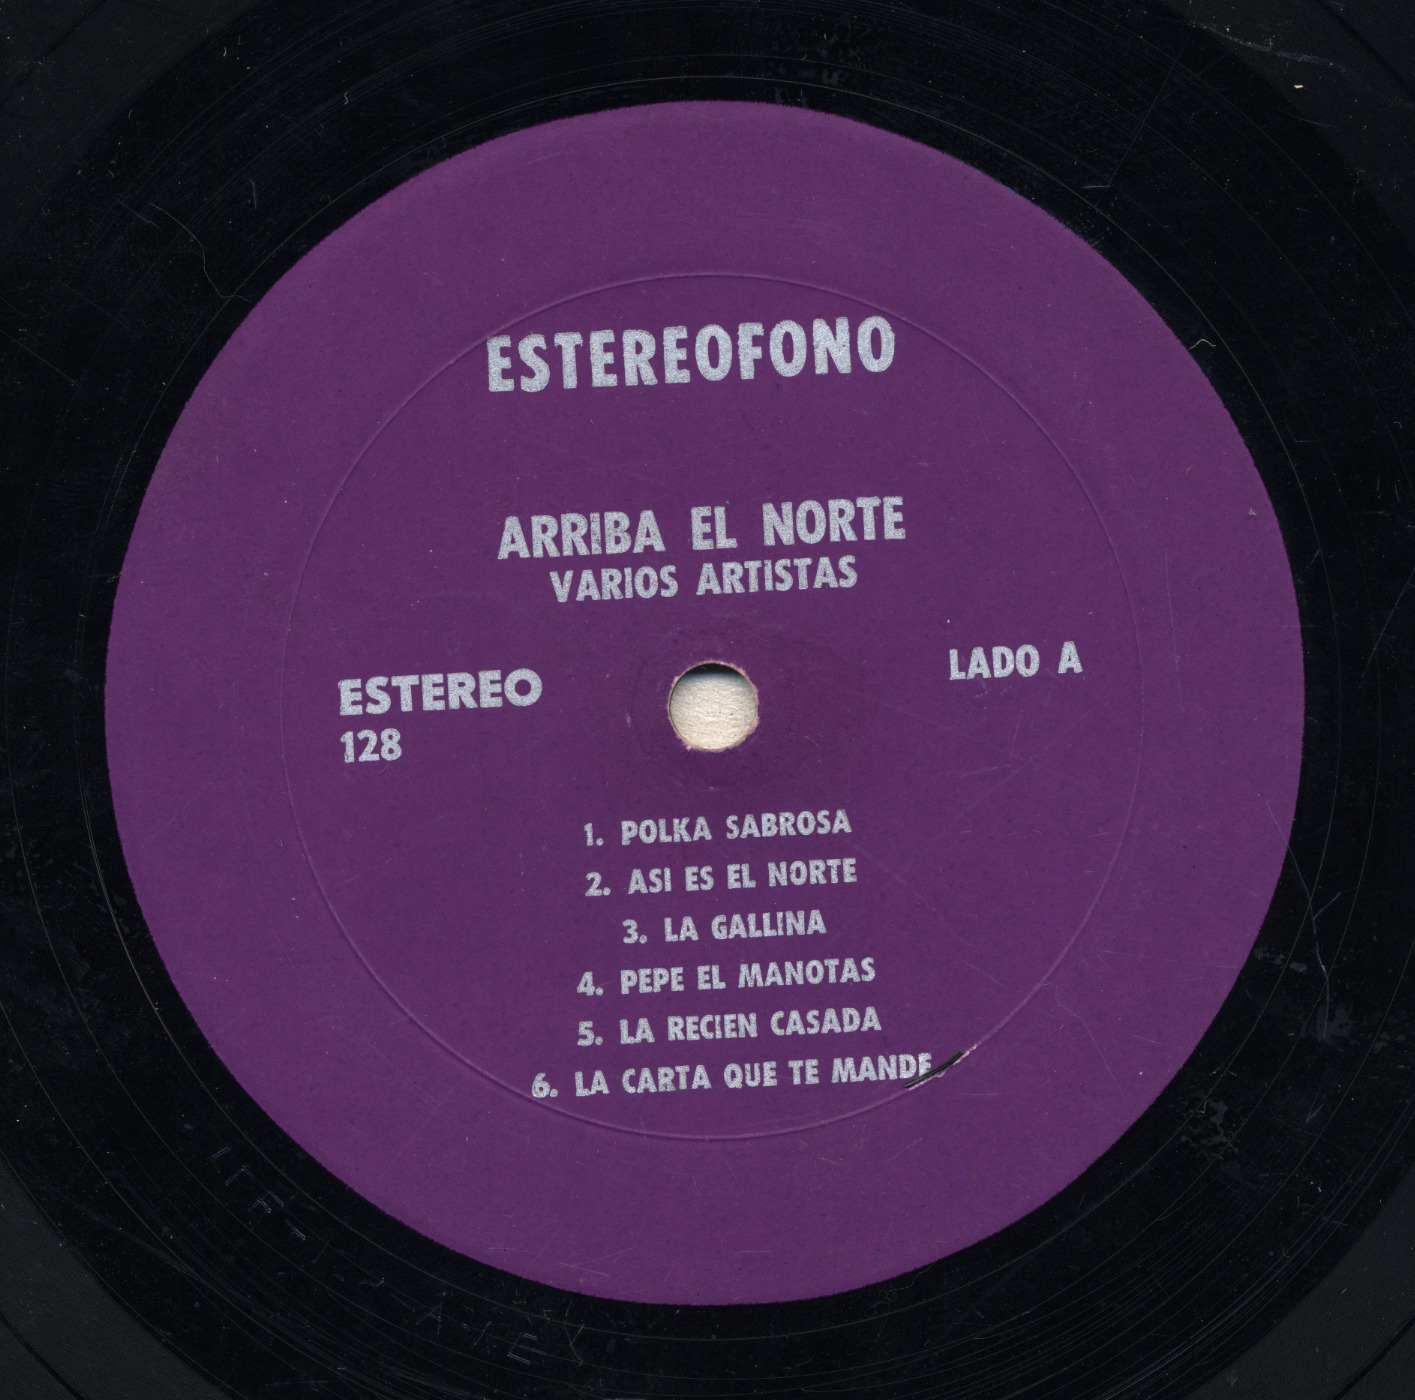 ESTEREOFONO
ARRIBA EL NORTE
VARIOS ARTISTAS
ESTEREO
128
LADO A
1. POLKA SABROSA
2. ASI ES EL NORTE
3. LA GALLINA
4. PEPE EL MANOTAS
5. LA RECIEN CASADA
6. LA CARTA QUE TE MANDE